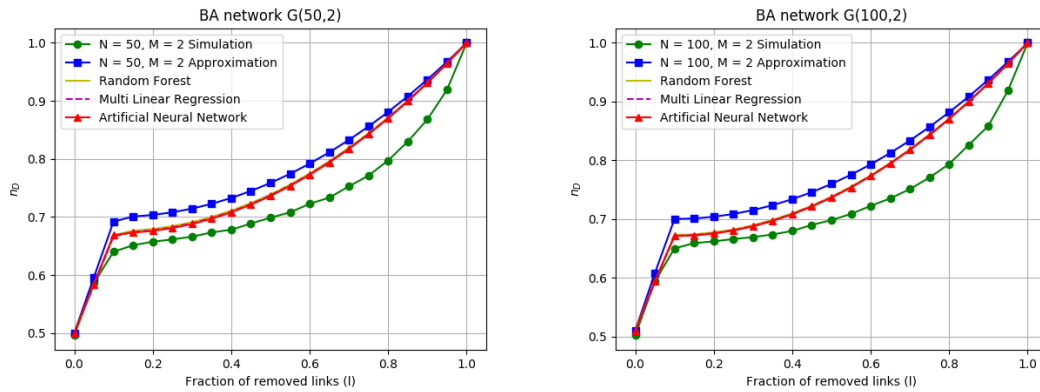 BA network G(50,2)
N = 50, M = 2 Simulation
N = 50, M = 2 Approximation
Random Forest
Multi Linear Regression
Artificial Neural Network
1.0
0.9
0.8
0.7
0.6
0.5
n_D
0.0 0.2 0.4 0.6 0.8 1.0
Fraction of removed links (l)
BA network G(100,2)
N = 100, M = 2 Simulation
N = 100, M = 2 Approximation
Random Forest
Multi Linear Regression
Artificial Neural Network
1.0
0.9
0.8
0.7
0.6
0.5
n_D
0.0 0.2 0.4 0.6 0.8 1.0
Fraction of removed links (l)